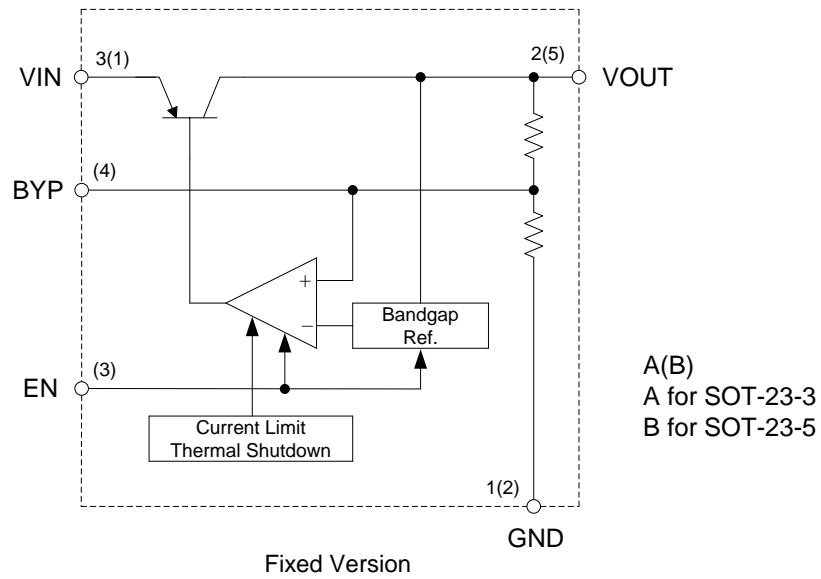 3(1)
2(5)
VIN
VOUT
(4)
BYP
+
−
Bandgap
Ref.
(3)
EN
A(B)
A for SOT-23-3
B for SOT-23-5
Current Limit
Thermal Shutdown
1(2)
GND
Fixed Version